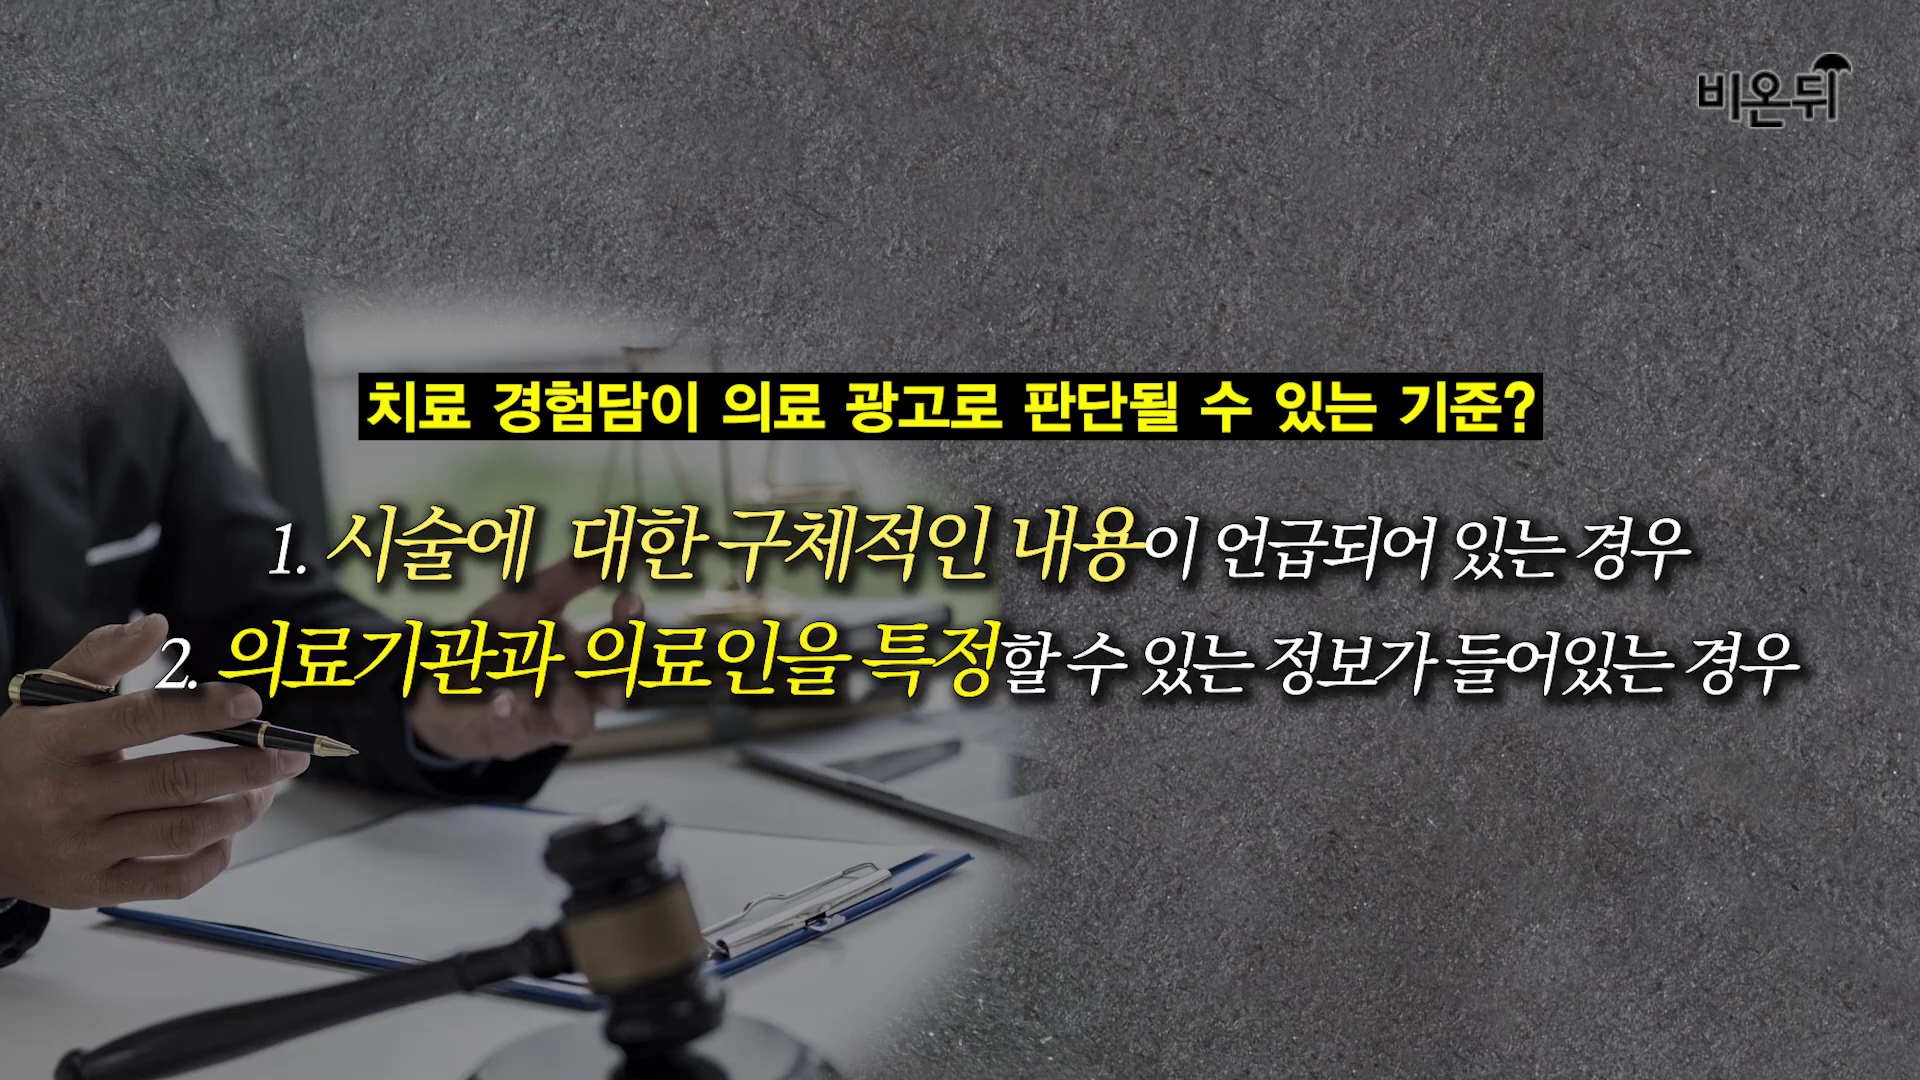 비온뒤
치료 경험담이 의료 광고로 판단될 수 있는 기준?
1. 시술에 대한 구체적인 내용이 언급되어 있는 경우
2. 의료기관과 의료인을 특정할 수 있는 정보가 들어있는 경우